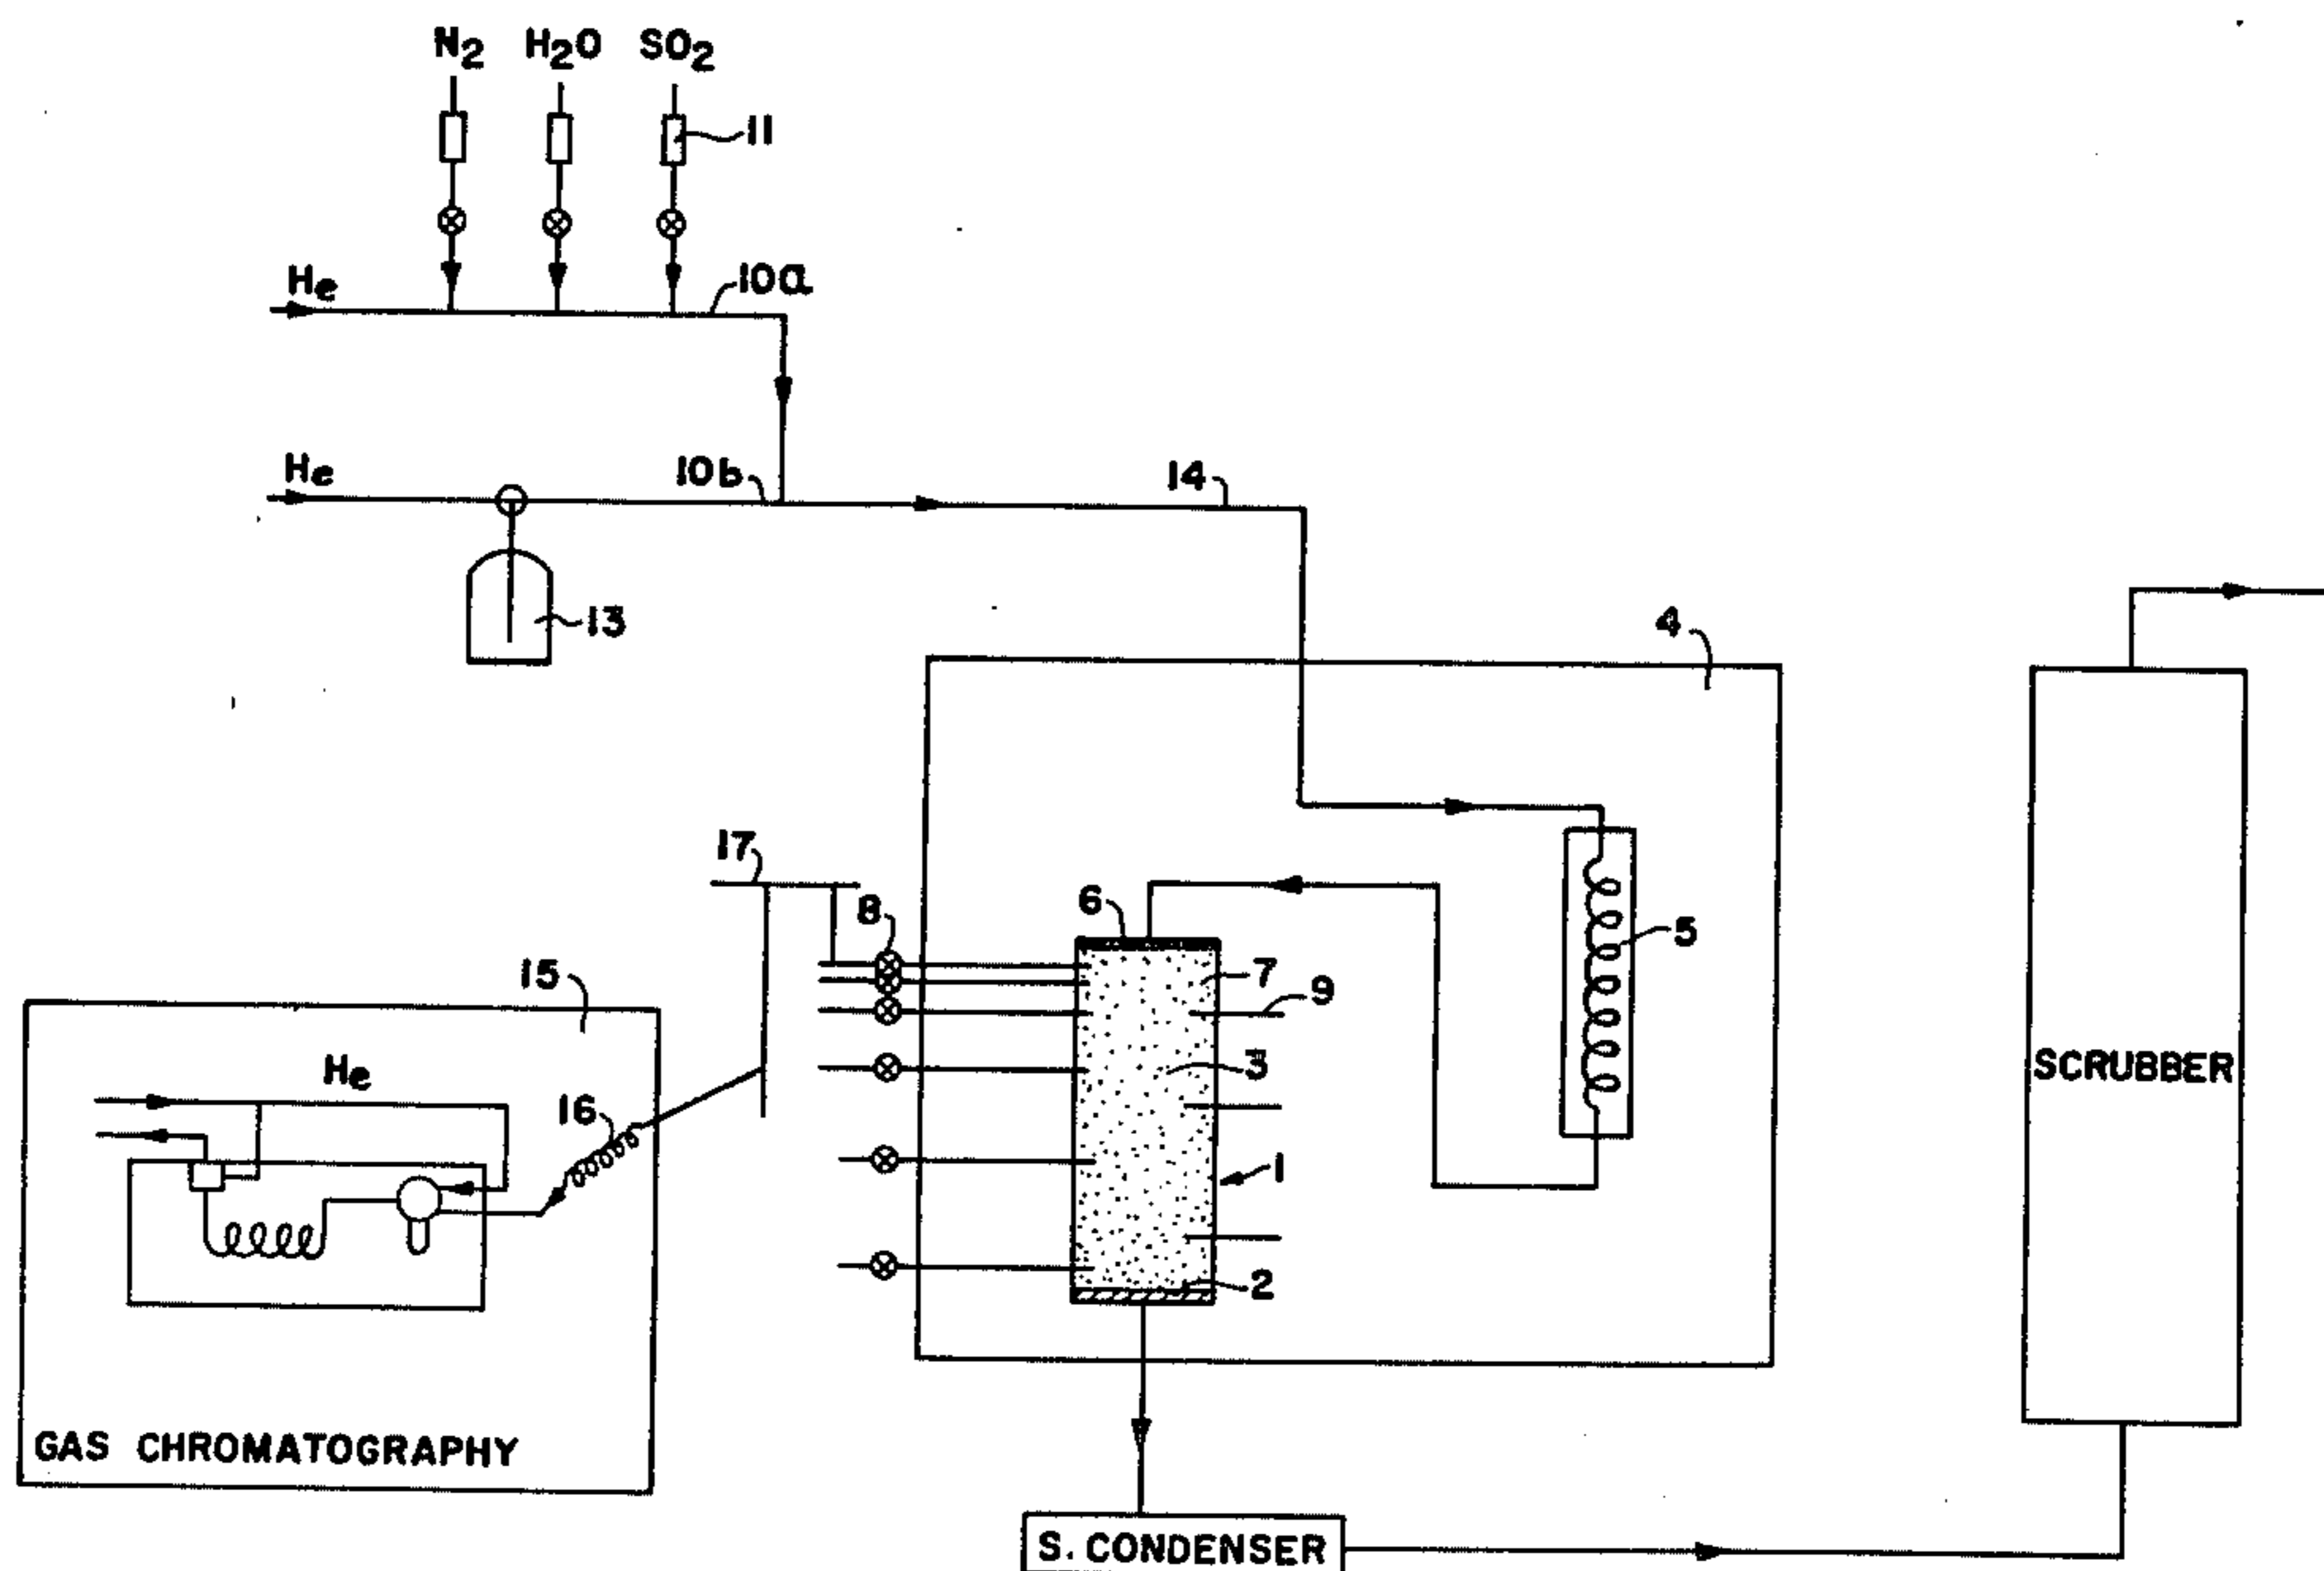 N2 H2O SO2
11
He
10a
He
10b
14
13
4
17
8
6
5
7
9
15
3
He
16
SCRUBBER
1
2
GAS CHROMATOGRAPHY
S. CONDENSER